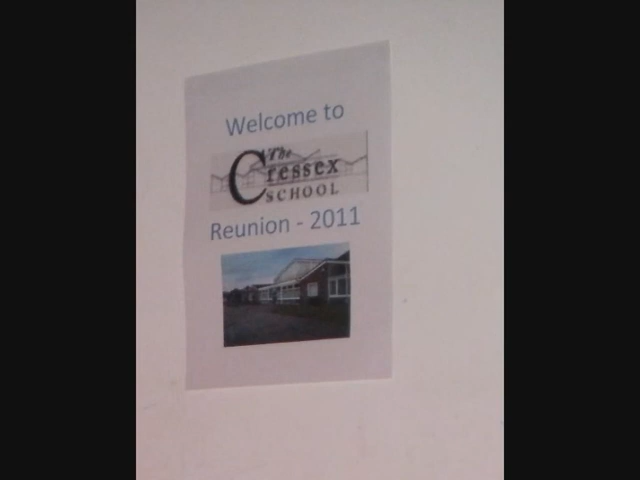 Welcome to
The
Cressex
SCHOOL
Reunion - 2011